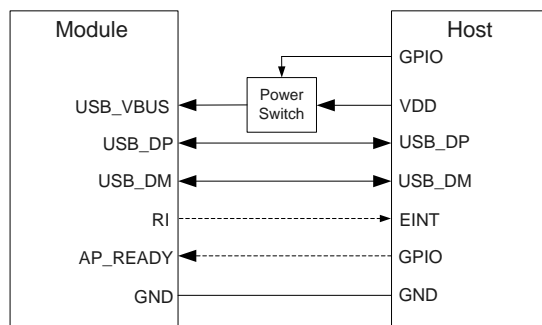 Module
Host
GPIO
Power
Switch
USB_VBUS
VDD
USB_DP
USB_DP
USB_DM
USB_DM
RI
EINT
AP_READY
GPIO
GND
GND